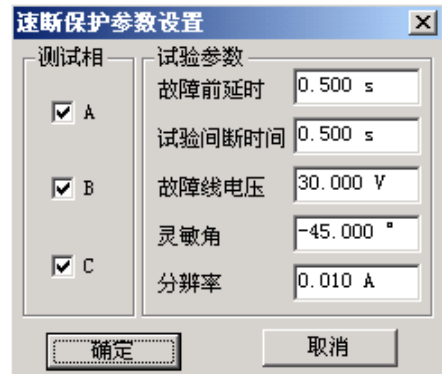 速断保护参数设置
测试相
A
B
C
试验参数
故障前延时 0.500 s
试验间断时间 0.500 s
故障线电压 30.000 V
灵敏角 -45.000 °
分辨率 0.010 A
确定 取消